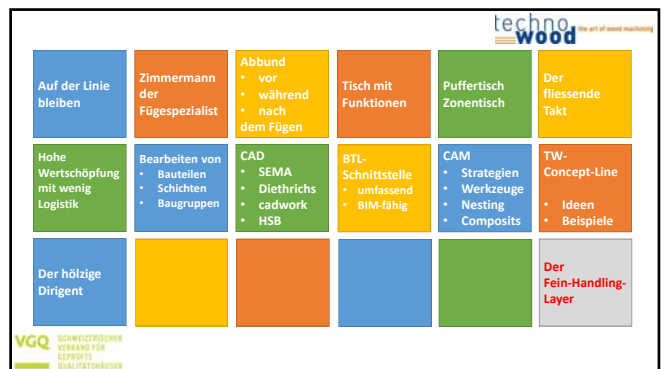 techno
wood the art of wood machining
Auf der Linie
bleiben
Zimmermann
der
Fügespezialist
Abbund
• vor
• während
• nach
dem Fügen
Tisch mit
Funktionen
Puffertisch
Zonentisch
Der
fliessende
Takt
Hohe
Wertschöpfung
mit wenig
Logistik
Bearbeiten von
• Bauteilen
• Schichten
• Baugruppen
CAD
• SEMA
• Diethrichs
• cadwork
• HSB
BTL-
Schnittstelle
• umfassend
• BIM-fähig
CAM
• Strategien
• Werkzeuge
• Nesting
• Composits
TW-
Concept-Line
• Ideen
• Beispiele
Der hölzige
Dirigent
Der
Fein-Handling-
Layer
VGQ SCHWEIZERISCHER
VERBAND FÜR
GEPRÜFTE
QUALITÄTSHÄUSER